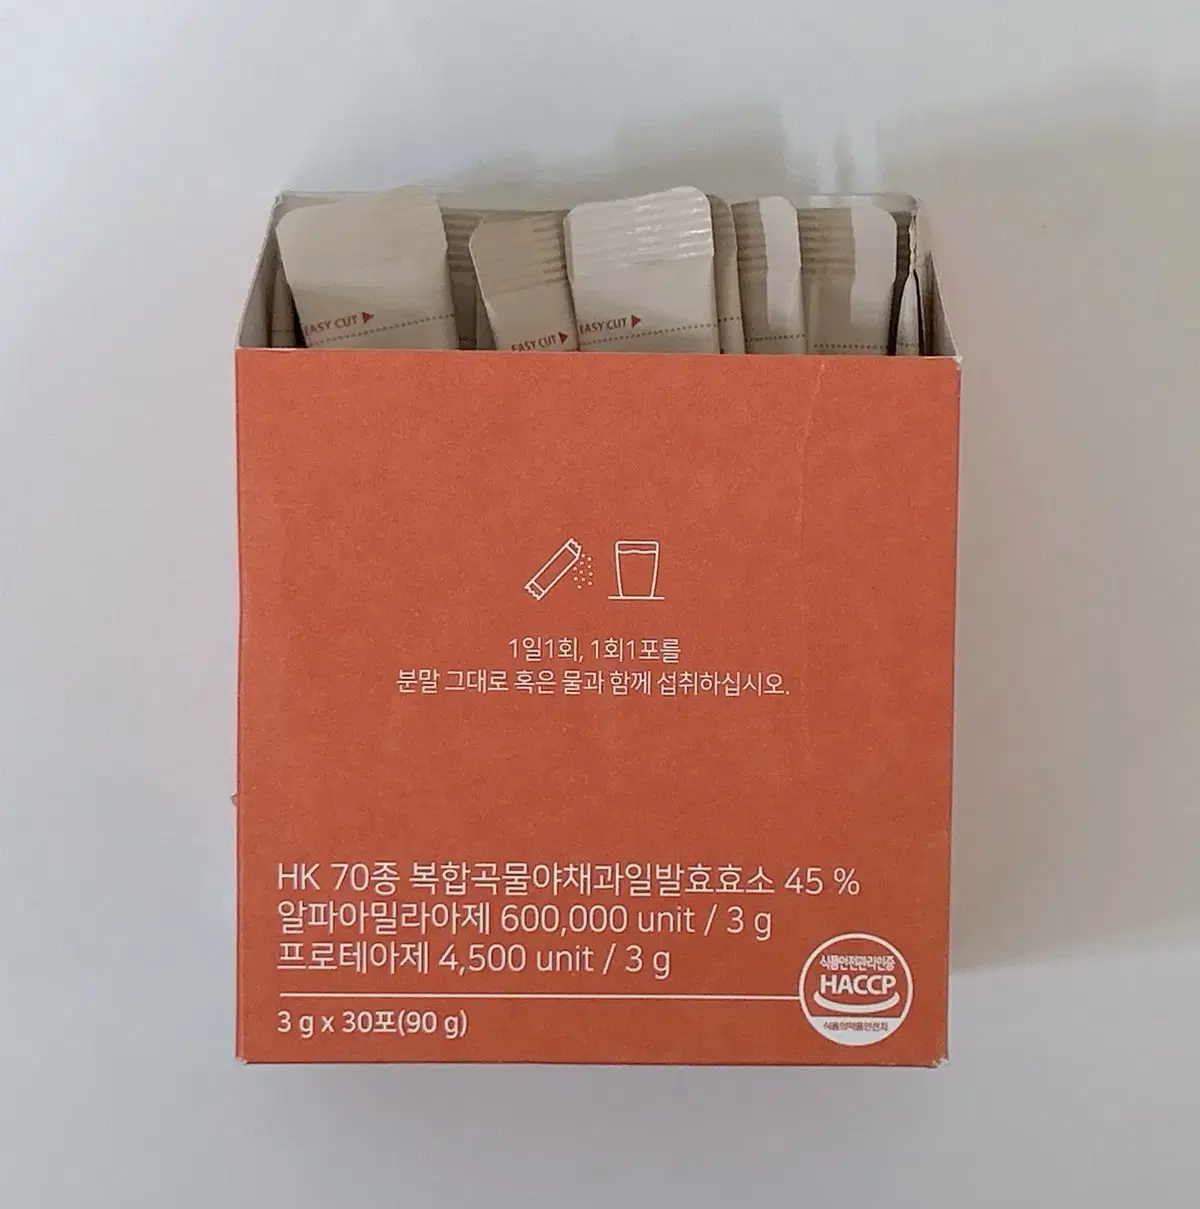 EASY CUT
EASY CUT
EASY CUT
1일1회, 1회1포를
분말 그대로 혹은 물과 함께 섭취하십시오.
HK 70종 복합곡물야채과일발효효소 45 %
알파아밀라아제 600,000 unit / 3 g
프로테아제 4,500 unit / 3 g
3 g x 30포(90 g)
식품안전관리인증
HACCP
식품의약품안전처